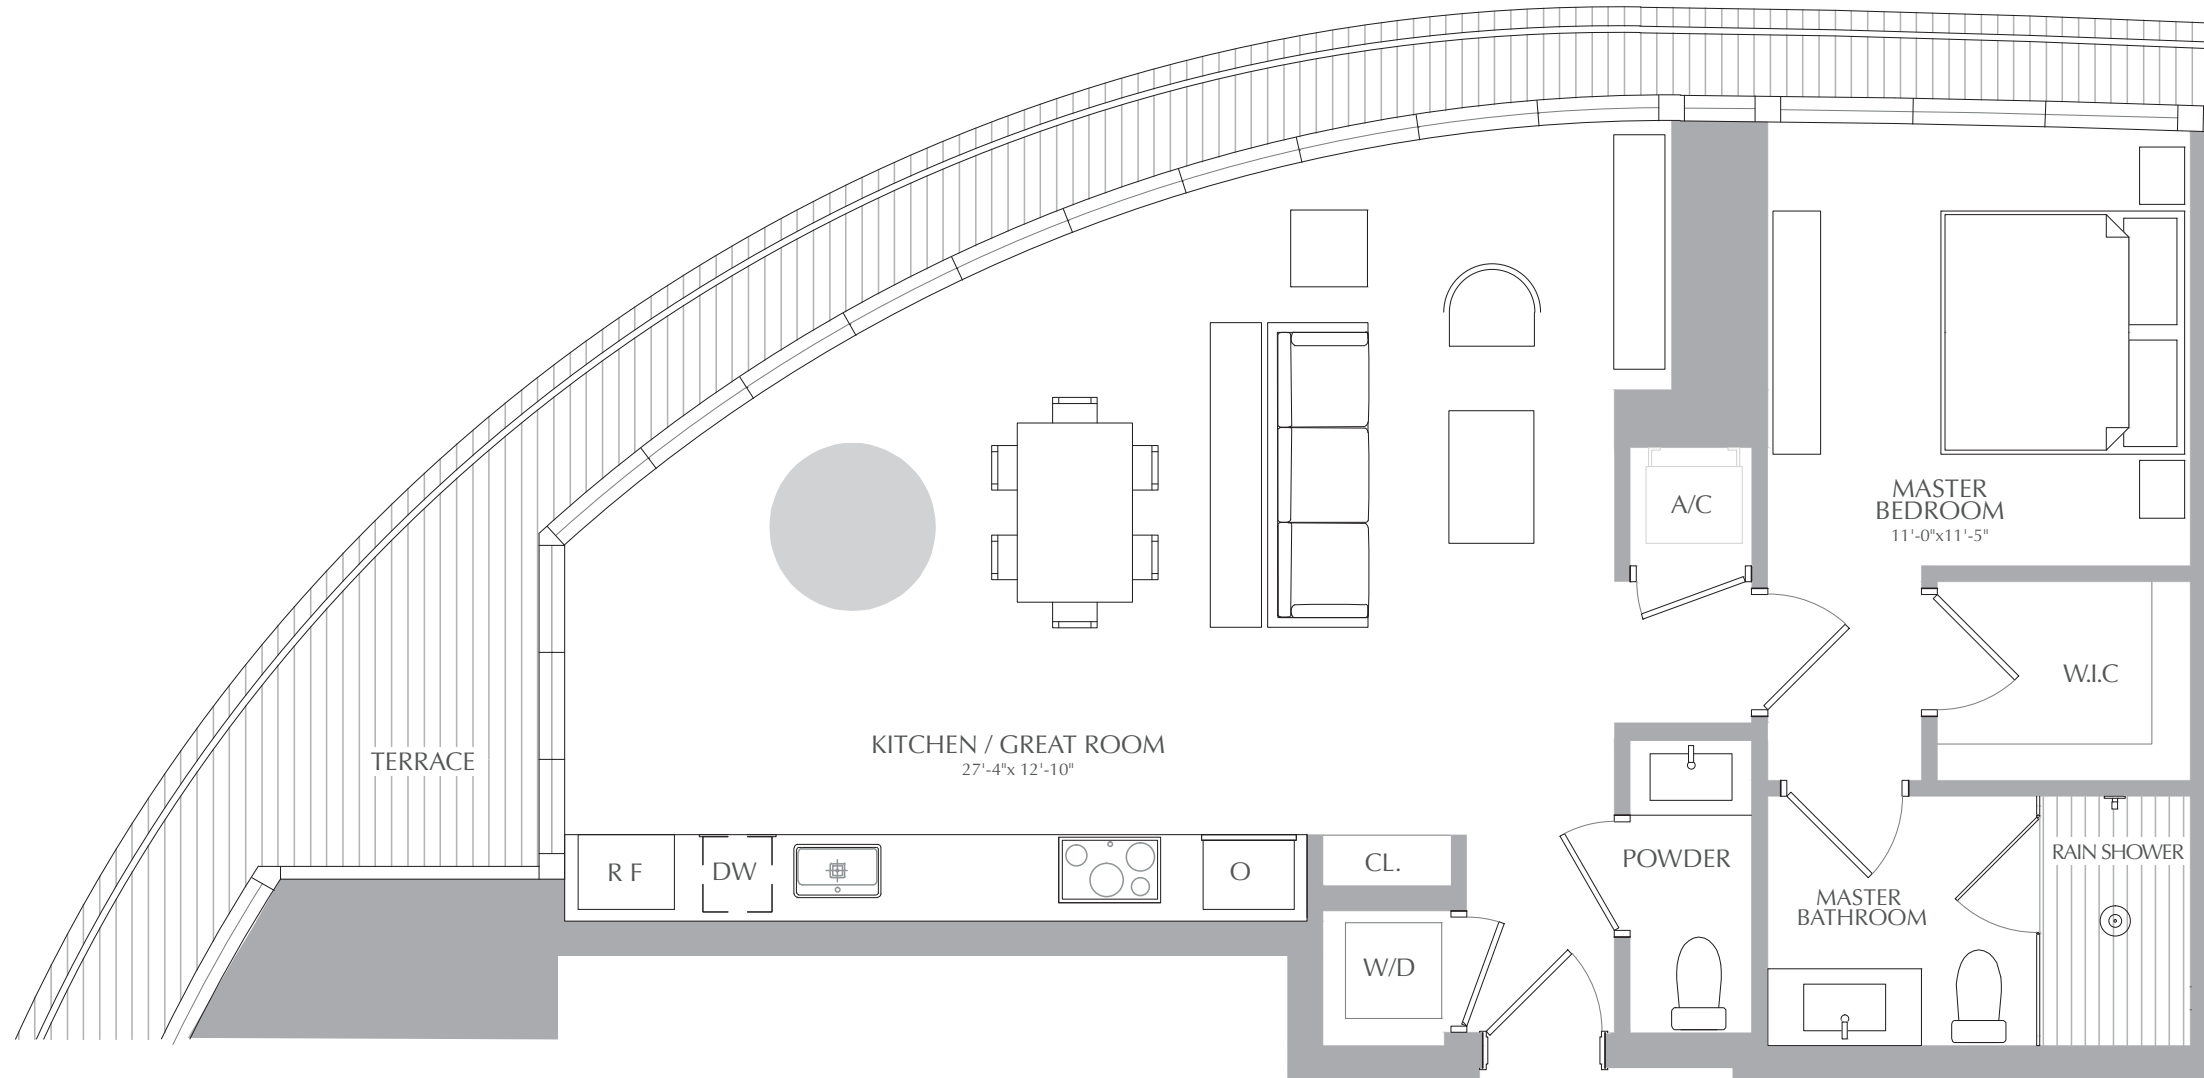 A/C
MASTER
BEDROOM
11'-0"x11'-5"
W.I.C
TERRACE
KITCHEN / GREAT ROOM
27'-4"x 12'-10"
R F
DW
O
CL.
POWDER
RAIN SHOWER
MASTER
BATHROOM
W/D